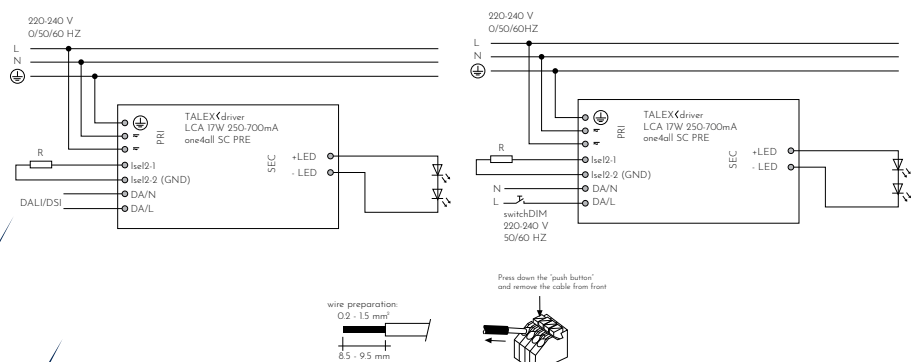 220-240 V
0/50/60 HZ
L
N
TALEX driver
LCA 17W 250-700mA
one4all SC PRE
PRI
SEC
R
Isel2-1
Isel2-2 (GND)
DA/N
DA/L
DALI/DSI
+LED
- LED
220-240 V
0/50/60HZ
L
N
TALEX driver
LCA 17W 250-700mA
one4all SC PRE
PRI
SEC
R
Isel2-1
Isel2-2 (GND)
N
DA/N
L
DA/L
switchDIM
220-240 V
50/60 HZ
+LED
- LED
wire preparation:
0.2 - 1.5 mm²
8.5 - 9.5 mm
Press down the "push button"
and remove the cable from front